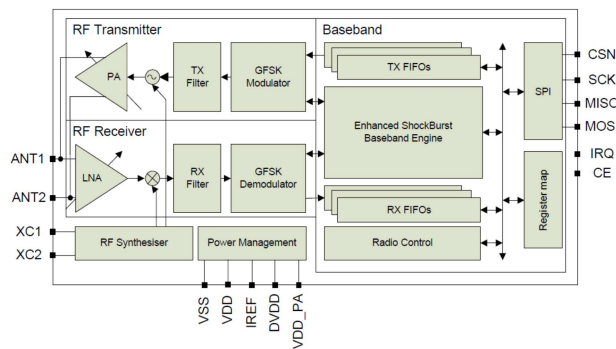 RF Transmitter
Baseband
PA
TX
Filter
GFSK
Modulator
TX FIFOs
SPI
CSN
SCK
MISO
MOSI
RF Receiver
Enhanced ShockBurst
Baseband Engine
ANT1
ANT2
LNA
RX
Filter
GFSK
Demodulator
RX FIFOs
Register map
IRQ
CE
XC1
XC2
RF Synthesiser
Power Management
Radio Control
VSS
VDD
IREF
DVDD
VDD_PA